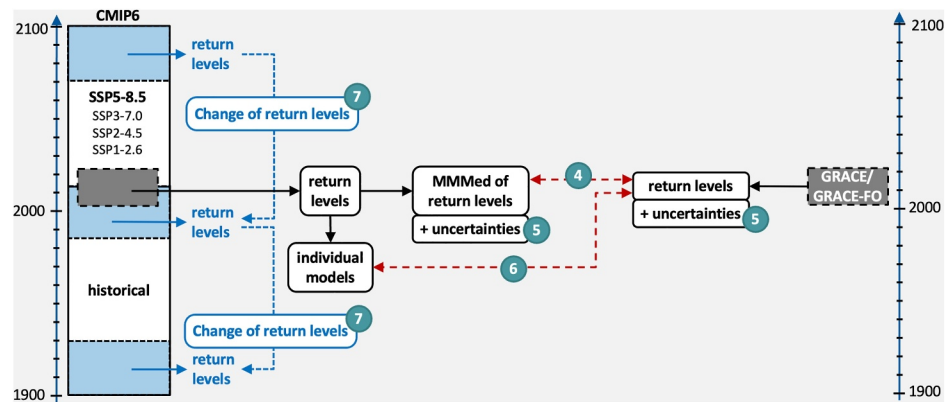 CMIP6
2100
2100
return
levels
7
SSP5-8.5
Change of return levels
SSP3-7.0
SSP2-4.5
SSP1-2.6
return
levels
MMMed of
return levels
4
return levels
GRACE/
GRACE-FO
2000
2000
return
levels
+ uncertainties
5
+ uncertainties
5
individual
models
6
historical
7
Change of return levels
return
levels
1900
1900